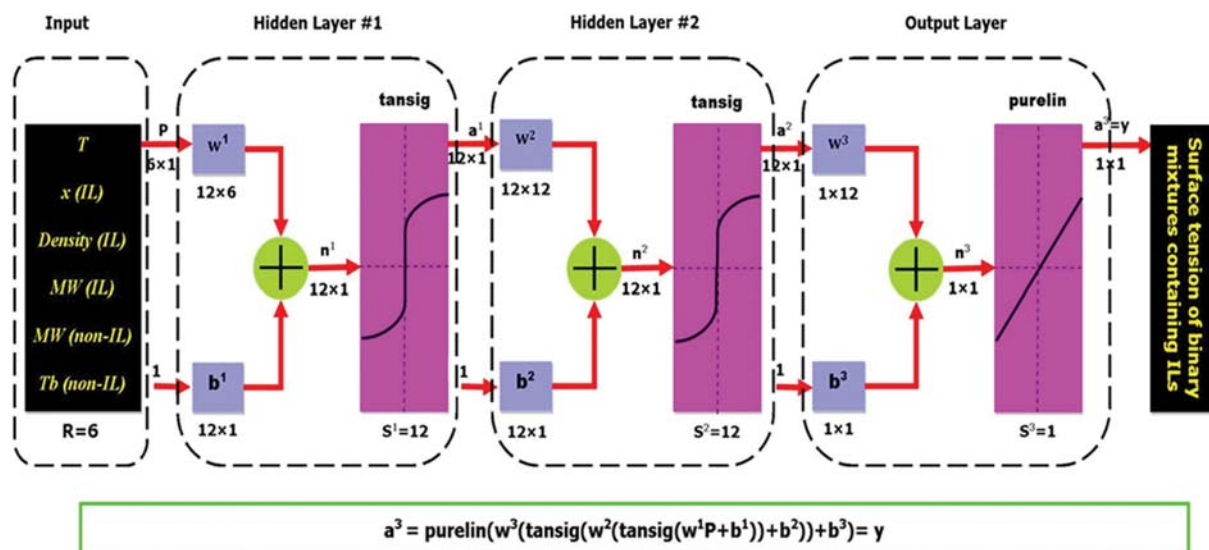 Input
Hidden Layer #1
Hidden Layer #2
Output Layer
T
x (IL)
Density (IL)
MW (IL)
MW (non-IL)
Tb (non-IL)
R=6
P
6×1
1
w¹
12×6
b¹
12×1
n¹
12×1
tansig
S¹=12
a¹
12×1
1
w²
12×12
b²
12×1
n²
12×1
tansig
S²=12
a²
12×1
1
w³
1×12
b³
1×1
n³
1×1
purelin
S³=1
a³=y
1×1
Surface tension of binary
mixtures containing ILs
a³ = purelin(w³(tansig(w²(tansig(w¹P+b¹))+b²))+b³)= y